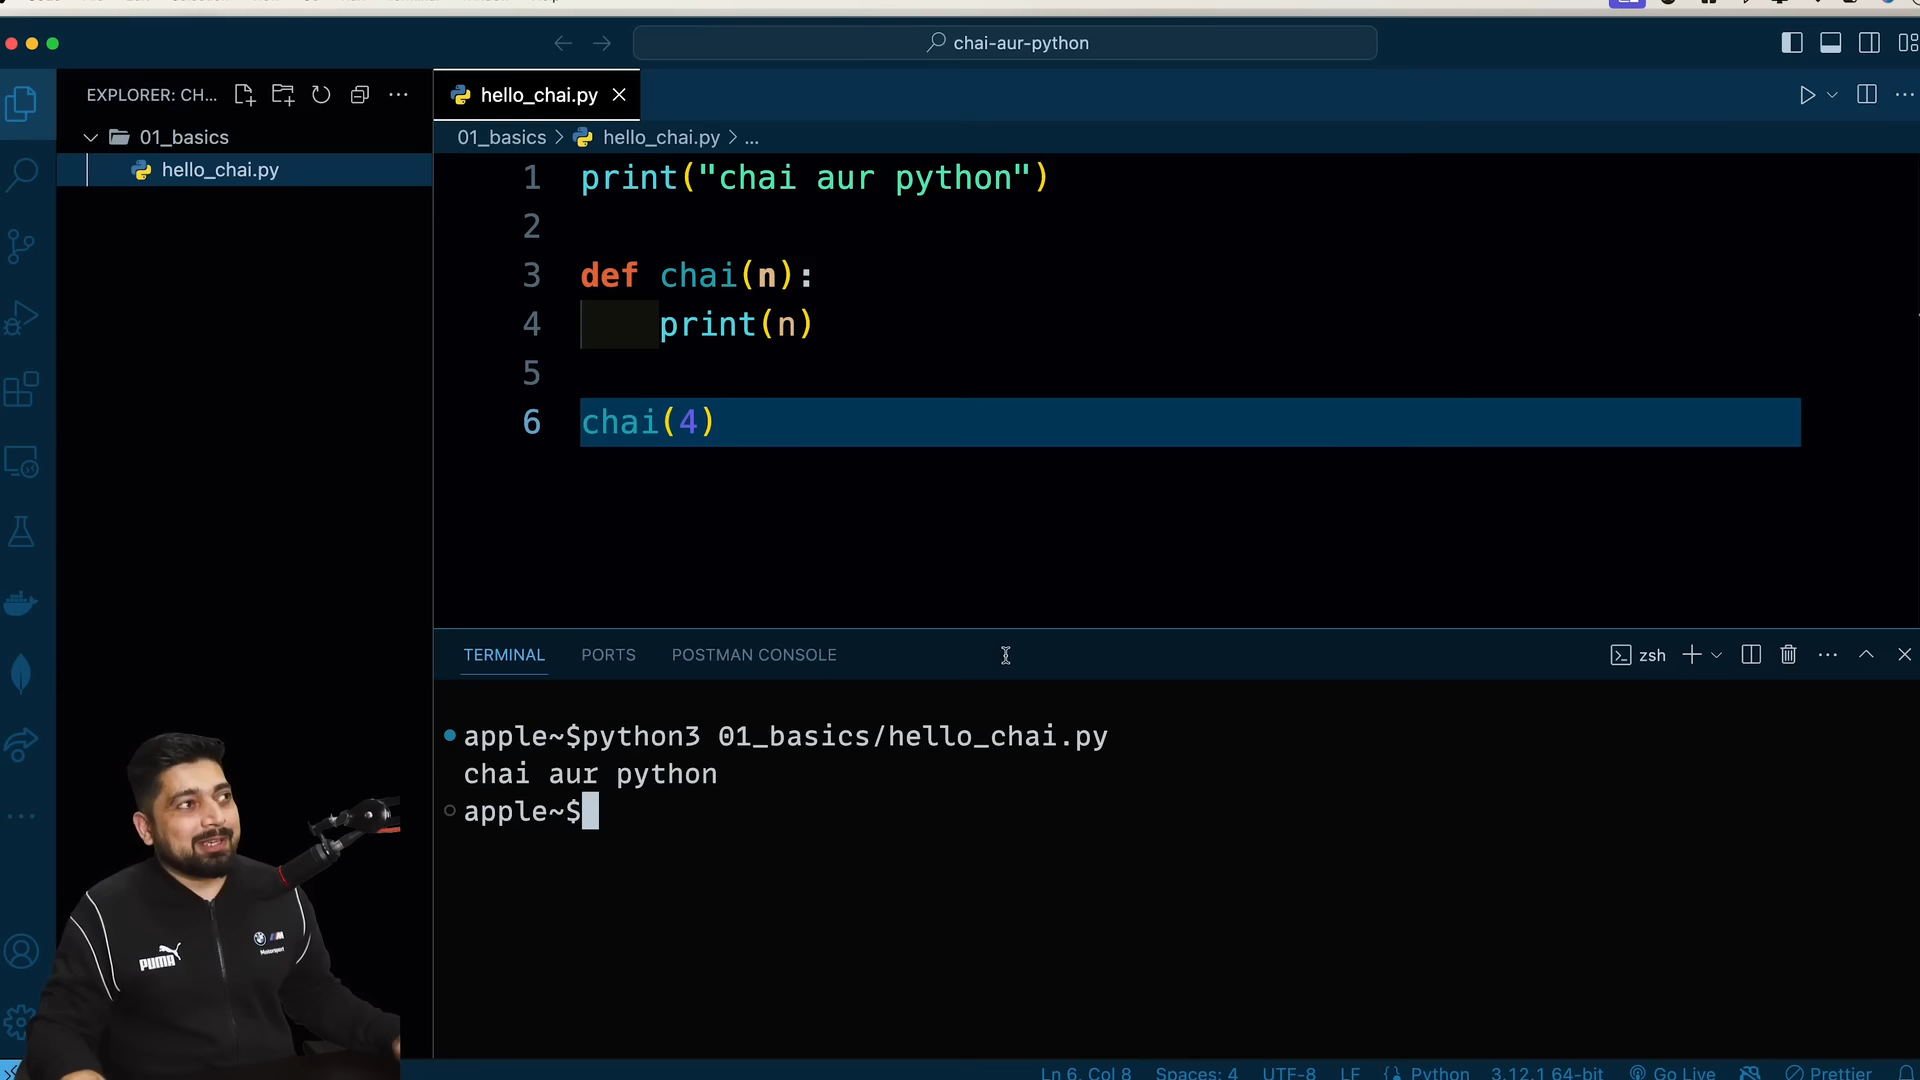 chai-aur-python
EXPLORER: CH...
hello_chai.py
01_basics
01_basics > hello_chai.py > ...
hello_chai.py
1 print("chai aur python")
2
3 def chai(n):
4 print(n)
5
6 chai(4)
TERMINAL PORTS POSTMAN CONSOLE
zsh
apple~$python3 01_basics/hello_chai.py
chai aur python
apple~$
PUMA
Motorsport
Ln 6, Col 8 Spaces: 4 UTF-8 LF Python 3.12.1 64-bit Go Live Prettier